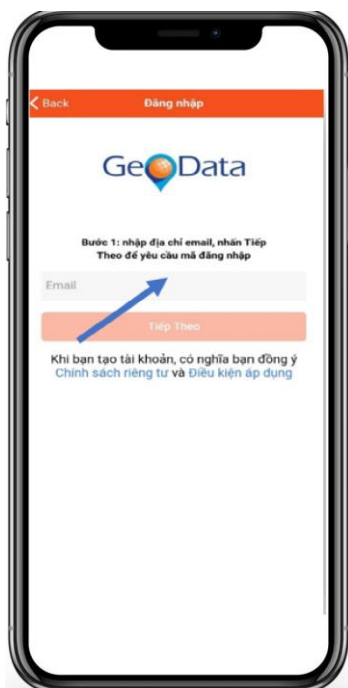 Back
Đăng nhập
GeoData
Bước 1: nhập địa chỉ email, nhấn Tiếp
Theo để yêu cầu mã đăng nhập
Email
Tiếp Theo
Khi bạn tạo tài khoản, có nghĩa bạn đồng ý
Chính sách riêng tư và Điều kiện áp dụng